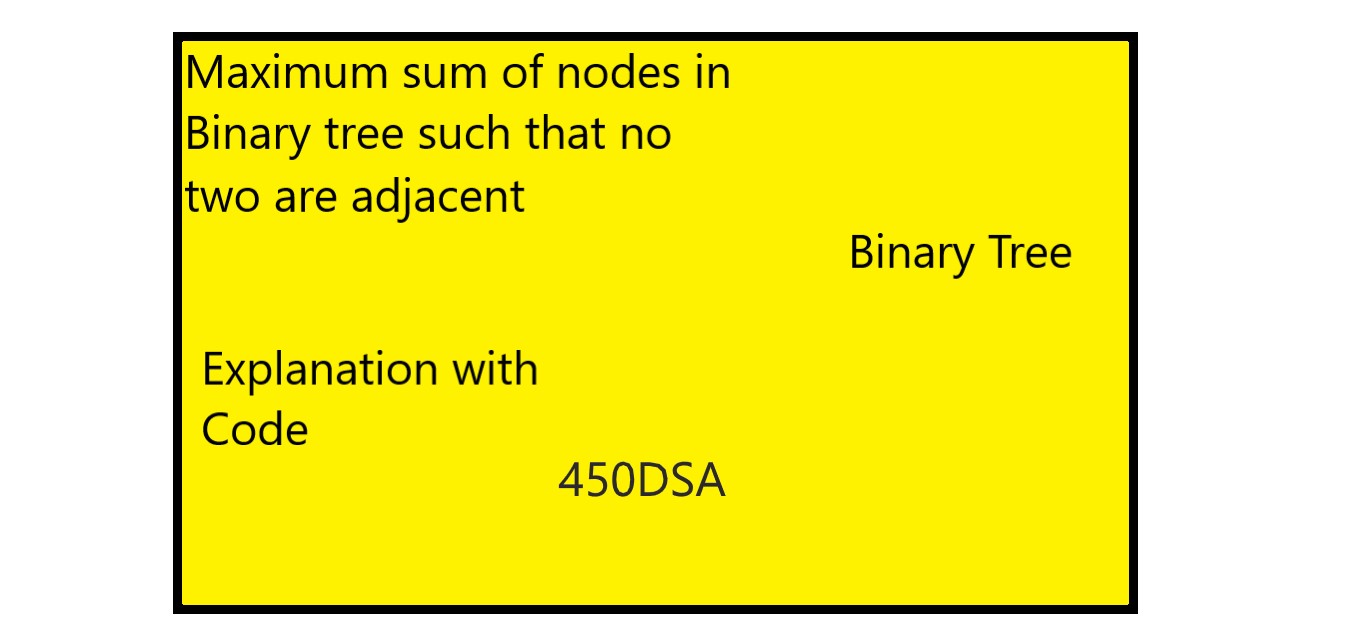 Maximum sum of nodes in
Binary tree such that no
two are adjacent
Binary Tree
Explanation with
Code
450DSA